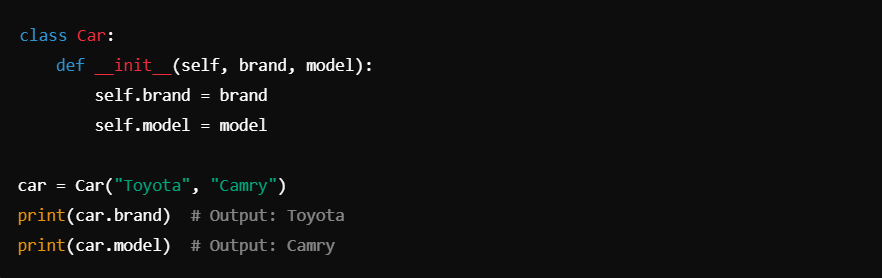 class Car:
    def __init__(self, brand, model):
        self.brand = brand
        self.model = model

car = Car("Toyota", "Camry")
print(car.brand)  # Output: Toyota
print(car.model)  # Output: Camry